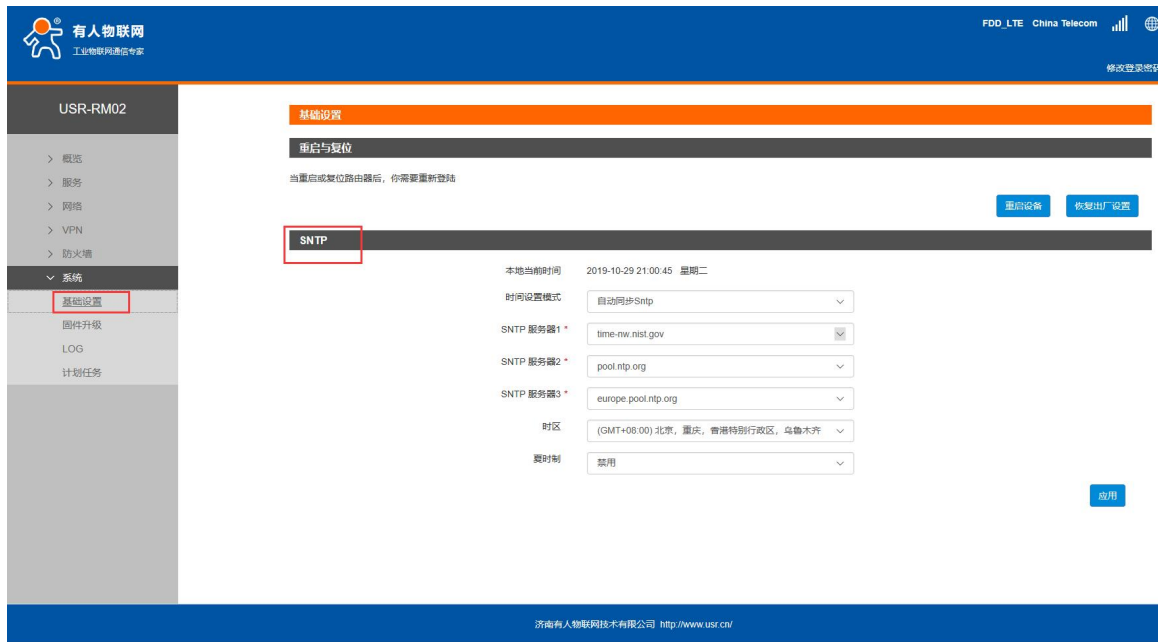 有人物联网
工业物联网通信专家
FDD_LTE China Telecom
修改登录密码
USR-RM02
概览
服务
网络
VPN
防火墙
系统
基础设置
固件升级
LOG
计划任务
基础设置
重启与复位
当重启或复位路由器后，你需要重新登陆
重启设备 恢复出厂设置
SNTP
本地当前时间 2019-10-29 21:00:45 星期二
时间设置模式 自动同步Sntp
SNTP 服务器1 * time-nw.nist.gov
SNTP 服务器2 * pool.ntp.org
SNTP 服务器3 * europe.pool.ntp.org
时区 (GMT+08:00) 北京，重庆，香港特别行政区，乌鲁木齐
夏时制 禁用
应用
济南有人物联网技术有限公司 http://www.usr.cn/